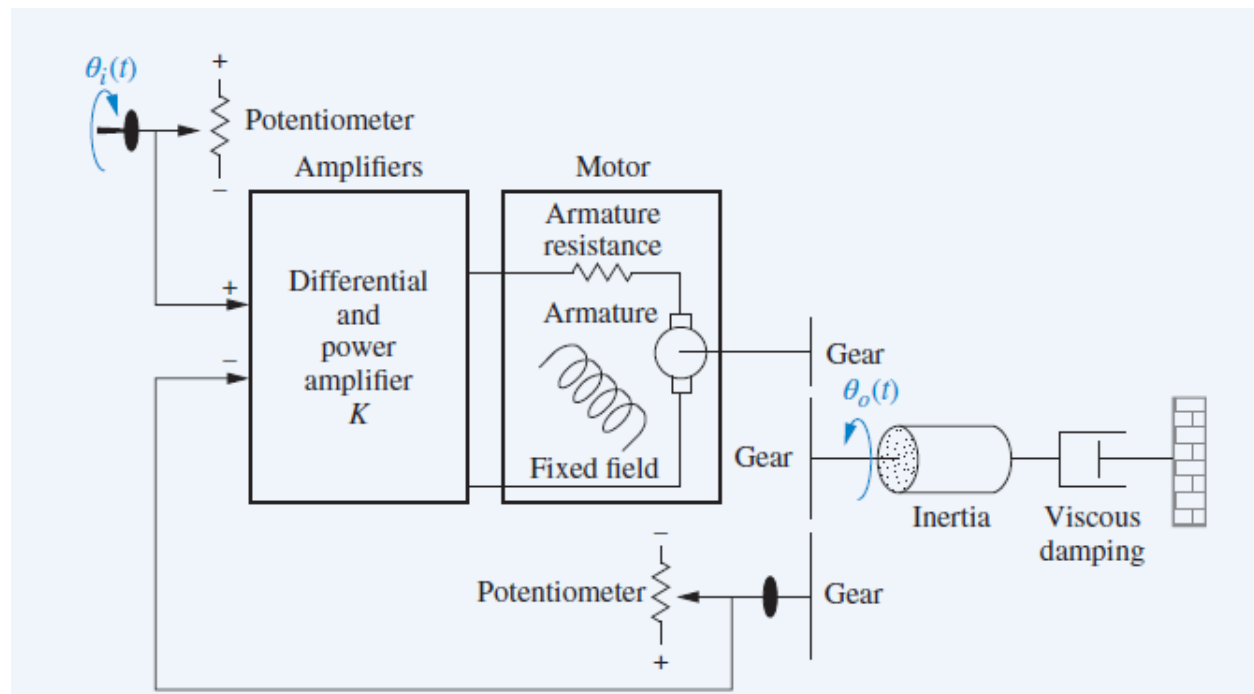 θi(t)
+
Potentiometer
−
Amplifiers
Motor
Differential
and
power
amplifier
K
+
−
Armature
resistance
Armature
Fixed field
Gear
θo(t)
Gear
Inertia
Viscous
damping
−
Potentiometer
+
Gear